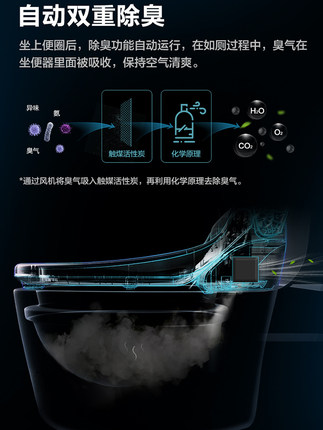 自动双重除臭
坐上便圈后，除臭功能自动运行，在如厕过程中，臭气在
坐便器里面被吸收，保持空气清爽。
异味
氨
臭气
触媒活性炭
化学原理
H₂O
O₂
CO₂
*通过风机将臭气吸入触媒活性炭，再利用化学原理去除臭气。